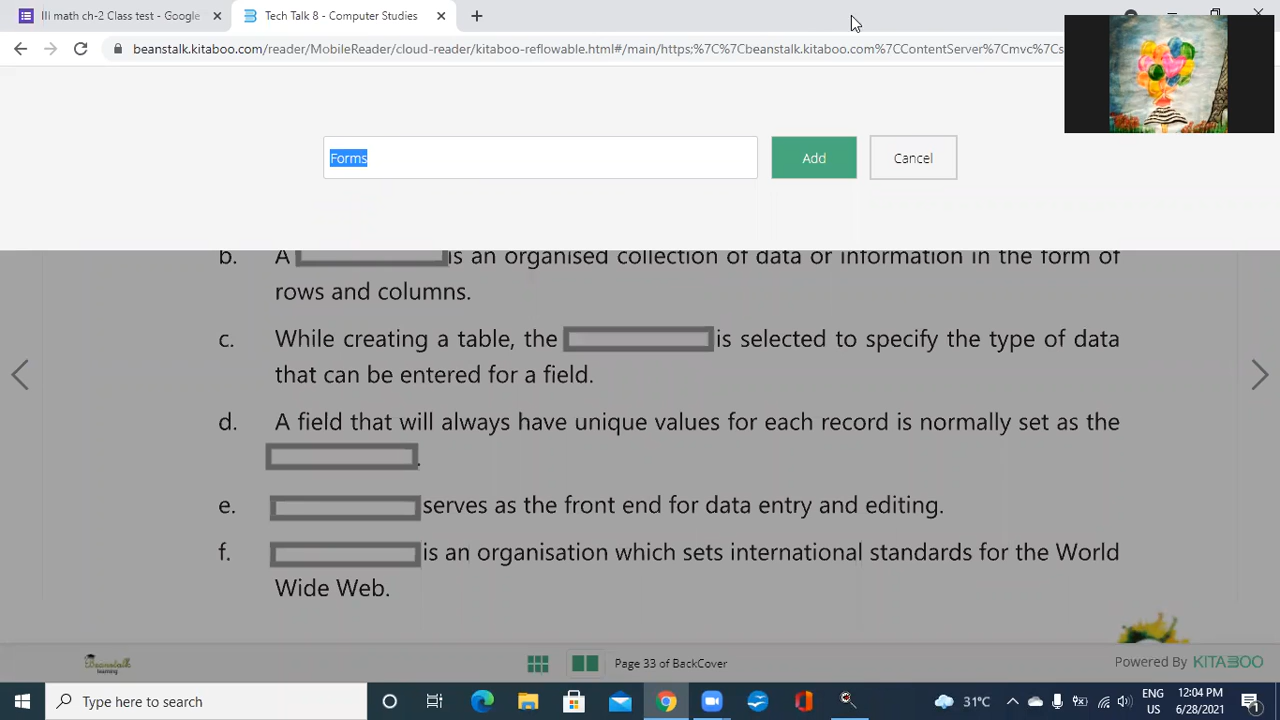 III math ch-2 Class test - Google
Tech Talk 8 - Computer Studies
beanstalk.kitaboo.com/reader/MobileReader/cloud-reader/kitaboo-reflowable.html#/main/https:%7C%7Cbeanstalk.kitaboo.com%7CContentServer%7Cmvc%7Cs
Forms
Add
Cancel
b. A is an organised collection of data or information in the form of
rows and columns.
c. While creating a table, the is selected to specify the type of data
that can be entered for a field.
d. A field that will always have unique values for each record is normally set as the
.
e. serves as the front end for data entry and editing.
f. is an organisation which sets international standards for the World
Wide Web.
Beanstalk
learning
Page 33 of BackCover
Powered By KITABOO
Type here to search
31°C
ENG
US
12:04 PM
6/28/2021
1